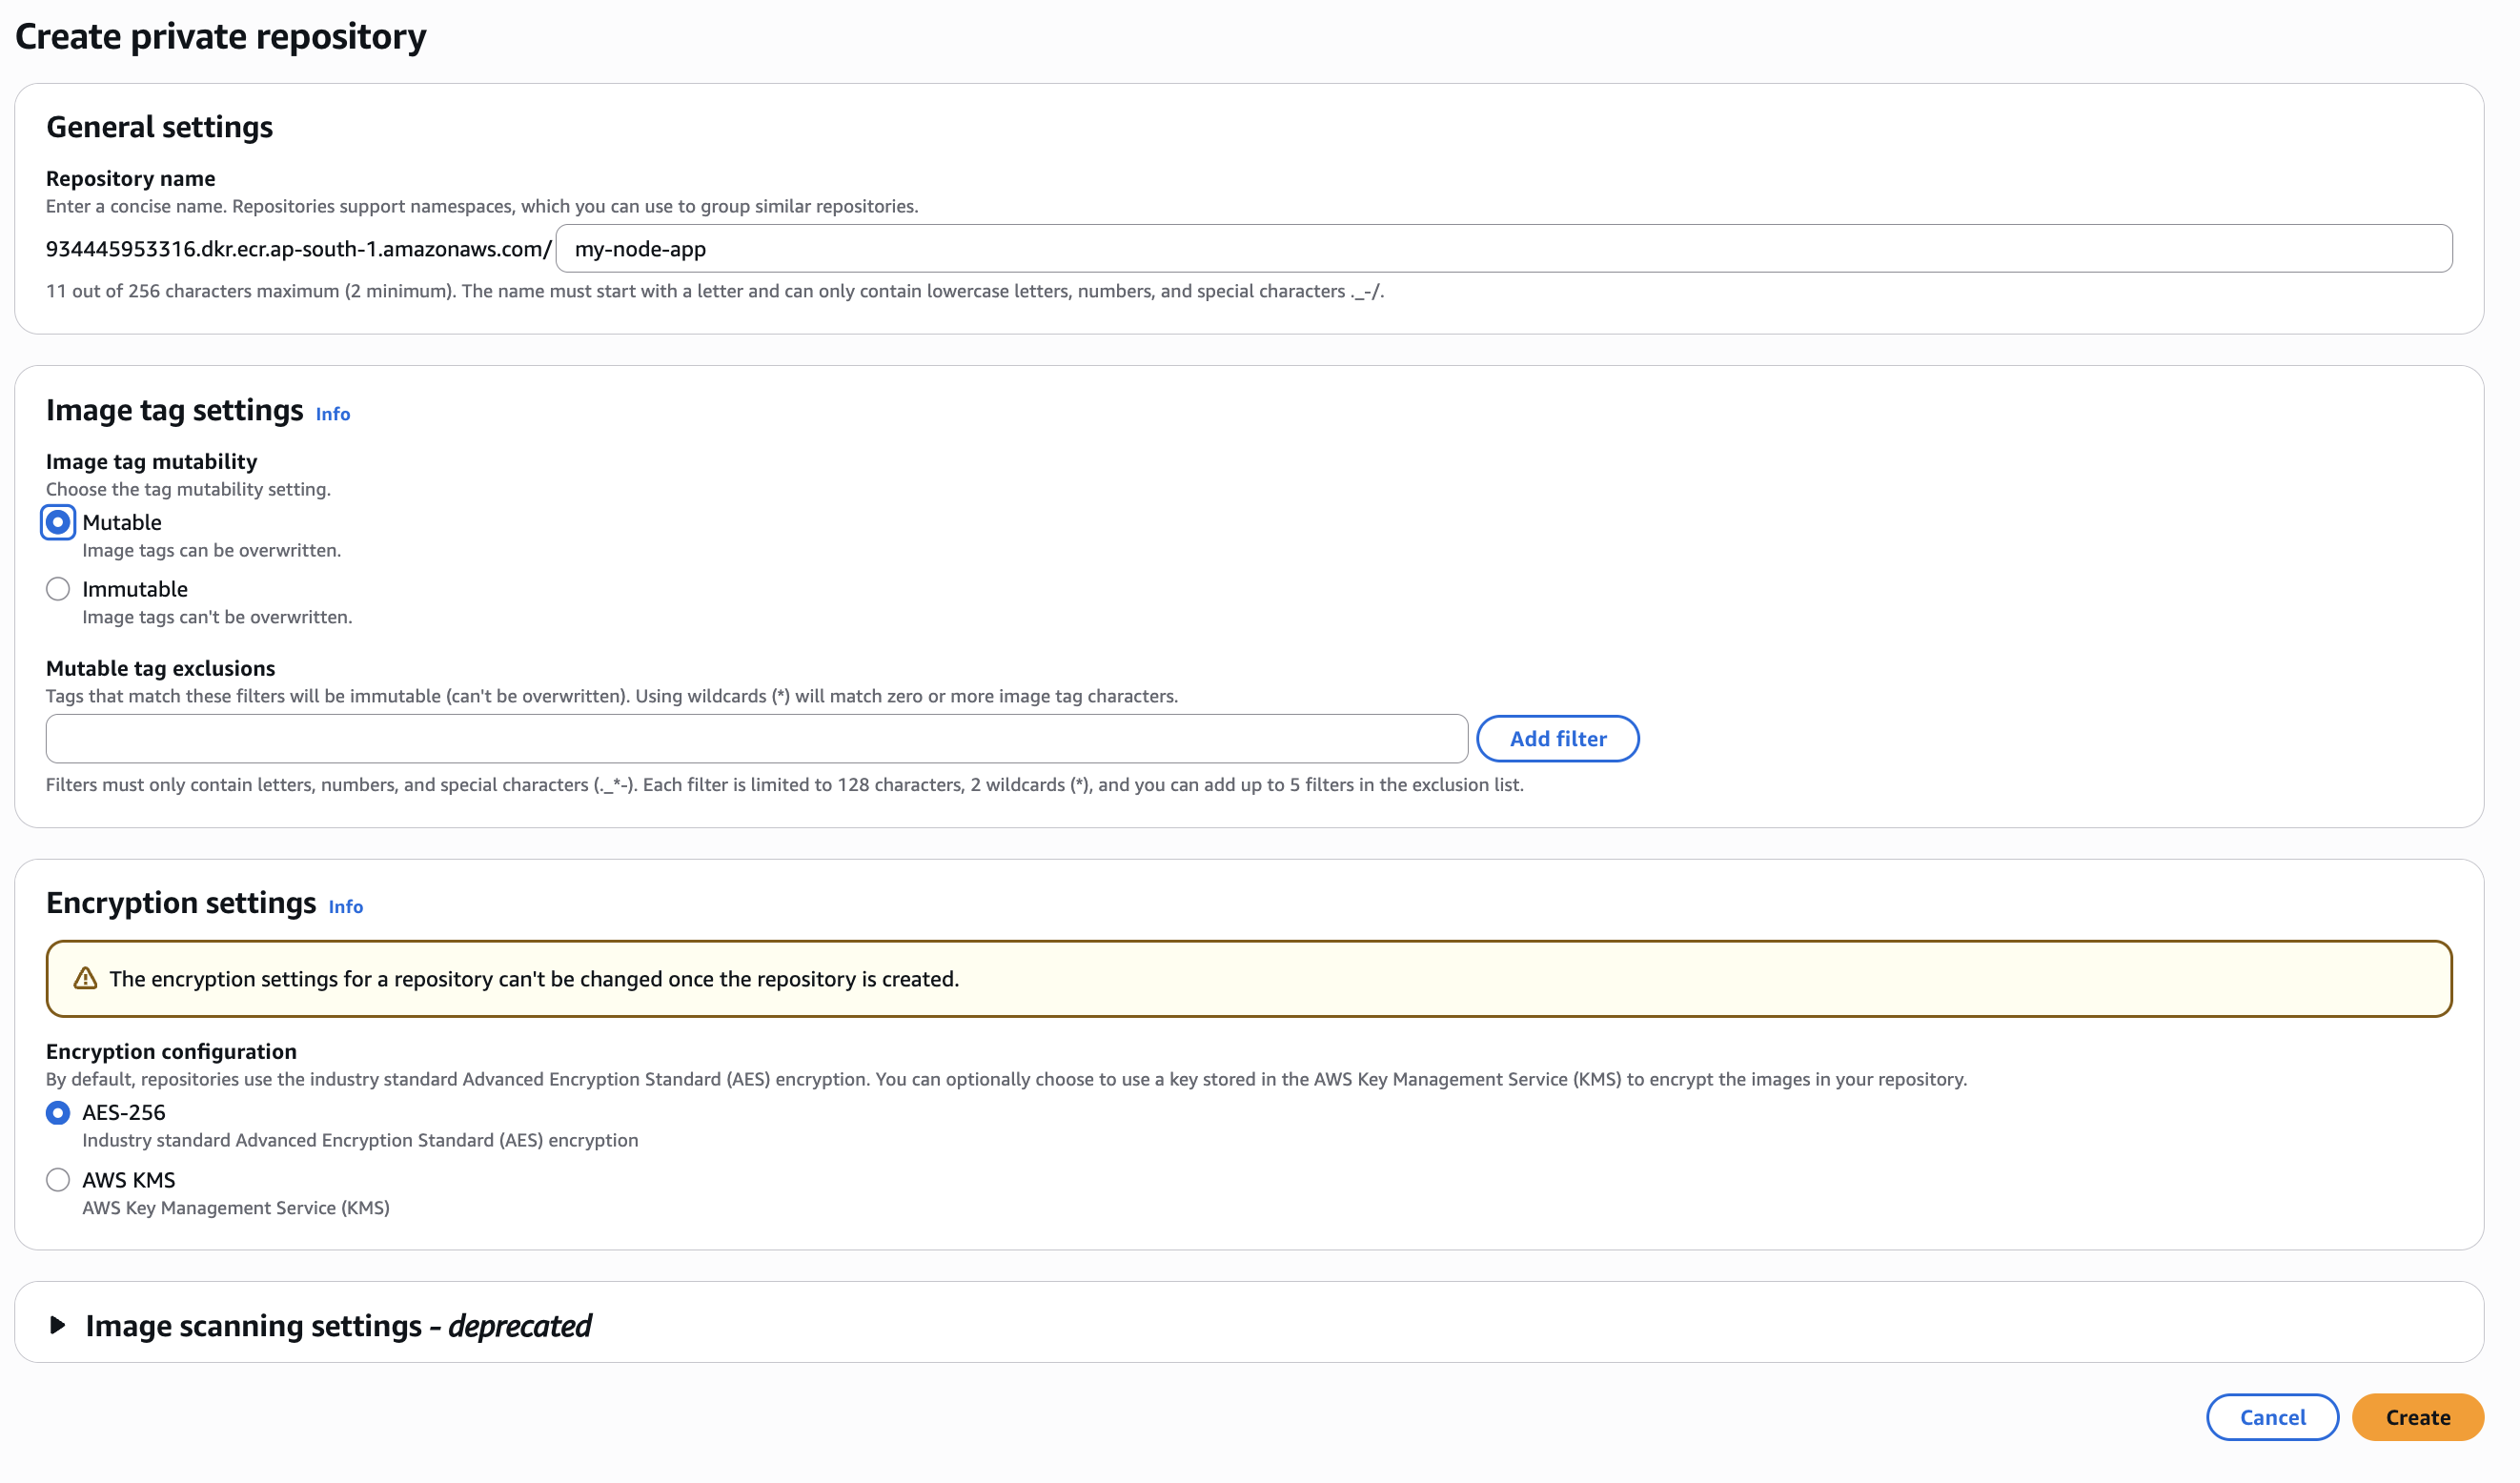 Create private repository
General settings
Repository name
Enter a concise name. Repositories support namespaces, which you can use to group similar repositories.
934445953316.dkr.ecr.ap-south-1.amazonaws.com/ my-node-app
11 out of 256 characters maximum (2 minimum). The name must start with a letter and can only contain lowercase letters, numbers, and special characters ._-/.
Image tag settings Info
Image tag mutability
Choose the tag mutability setting.
Mutable
Image tags can be overwritten.
Immutable
Image tags can't be overwritten.
Mutable tag exclusions
Tags that match these filters will be immutable (can't be overwritten). Using wildcards (*) will match zero or more image tag characters.
Add filter
Filters must only contain letters, numbers, and special characters (._*-). Each filter is limited to 128 characters, 2 wildcards (*), and you can add up to 5 filters in the exclusion list.
Encryption settings Info
The encryption settings for a repository can't be changed once the repository is created.
Encryption configuration
By default, repositories use the industry standard Advanced Encryption Standard (AES) encryption. You can optionally choose to use a key stored in the AWS Key Management Service (KMS) to encrypt the images in your repository.
AES-256
Industry standard Advanced Encryption Standard (AES) encryption
AWS KMS
AWS Key Management Service (KMS)
Image scanning settings - deprecated
Cancel Create